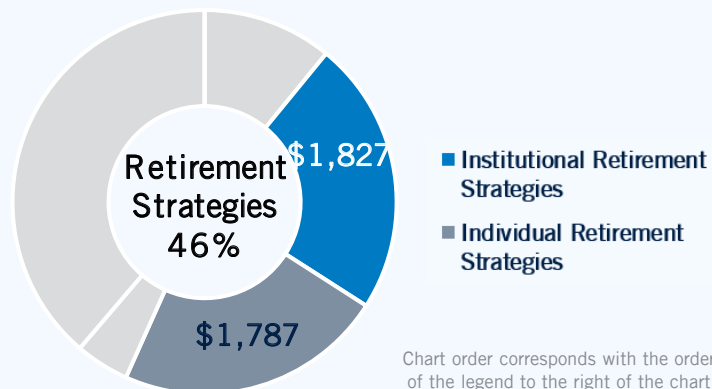 $1,827
Retirement
Strategies
46%
$1,787
Institutional Retirement
Strategies
Individual Retirement
Strategies
Chart order corresponds with the order
of the legend to the right of the chart